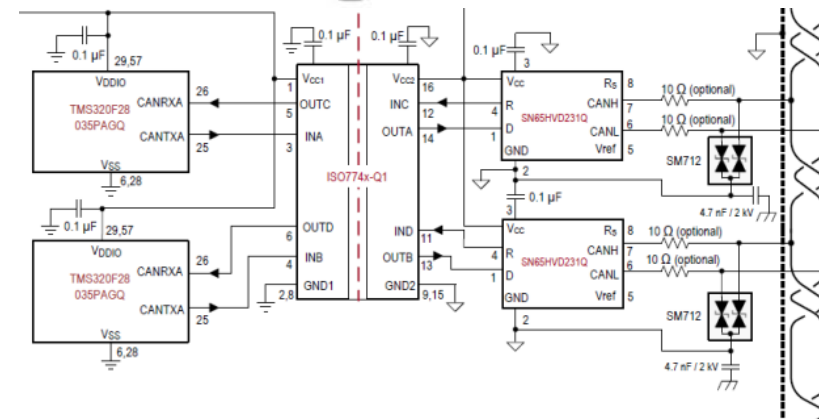 0.1 µF
29,57
VDDIO
TMS320F28
035PAGQ
CANRXA
26
CANTXA
25
VSS
6,28
0.1 µF
29,57
VDDIO
TMS320F28
035PAGQ
CANRXA
26
CANTXA
25
VSS
6,28
0.1 µF
0.1 µF
VCC1
1
OUTC
5
INA
3
VCC2
16
INC
12
OUTA
14
ISO774x-Q1
OUTD
6
INB
4
GND1
2,8
IND
11
OUTB
13
GND2
9,15
0.1 µF
3
VCC
RS
8
R
4
D
1
SN65HVD231Q
CANH
7
CANL
6
GND
2
Vref
5
10 Ω (optional)
10 Ω (optional)
SM712
4.7 nF / 2 kV
0.1 µF
3
VCC
RS
8
R
4
D
1
SN65HVD231Q
CANH
7
CANL
6
GND
2
Vref
5
10 Ω (optional)
10 Ω (optional)
SM712
4.7 nF / 2 kV